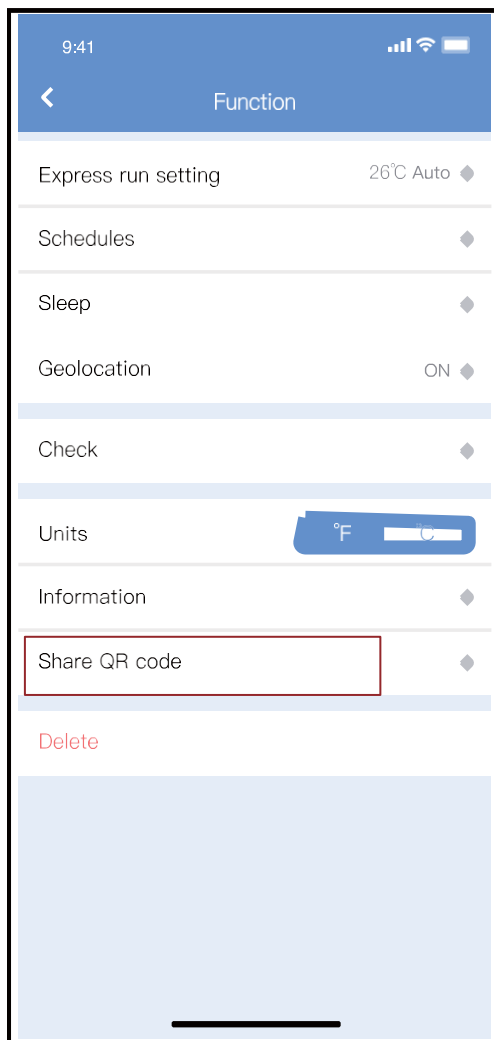 9:41
Function
Express run setting 26℃ Auto
Schedules
Sleep
Geolocation ON
Check
Units °F °C
Information
Share QR code
Delete